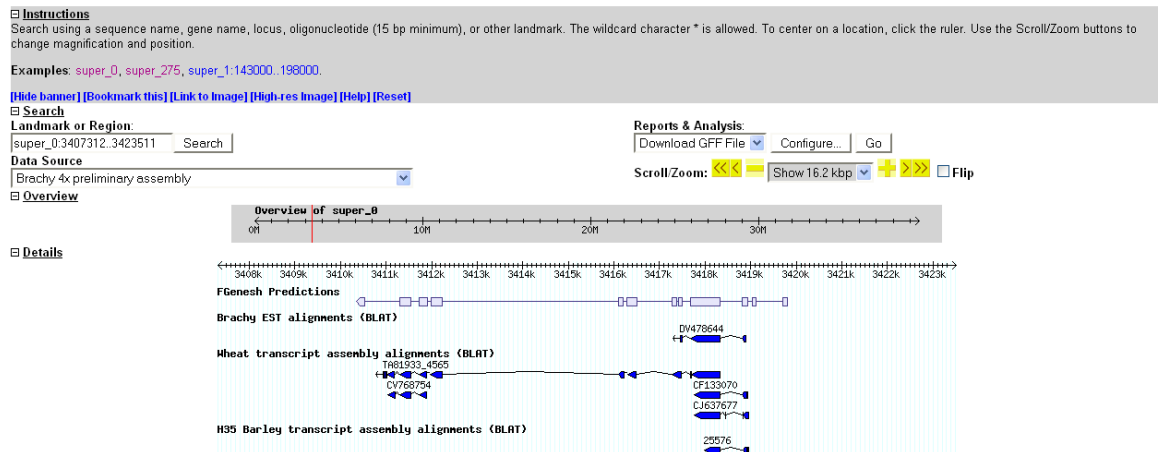 Instructions
Search using a sequence name, gene name, locus, oligonucleotide (15 bp minimum), or other landmark. The wildcard character * is allowed. To center on a location, click the ruler. Use the Scroll/Zoom buttons to
change magnification and position.
Examples: super_0, super_275, super_1:143000..198000.
[Hide banner] [Bookmark this] [Link to Image] [High-res Image] [Help] [Reset]
Search
Landmark or Region: Reports & Analysis:
super_0:3407312..3423511 Search Download GFF File Configure... Go
Data Source
Brachy 4x preliminary assembly Scroll/Zoom: << < Show 16.2 kbp > >> Flip
Overview
Overview of super_0
0M 10M 20M 30M
Details
3408k 3409k 3410k 3411k 3412k 3413k 3414k 3415k 3416k 3417k 3418k 3419k 3420k 3421k 3422k 3423k
FGenesh Predictions
Brachy EST alignments (BLAT)
DV478644
Wheat transcript assembly alignments (BLAT)
TA81933_4565
CV768754 CF133070
CJ637677
H35 Barley transcript assembly alignments (BLAT)
25576